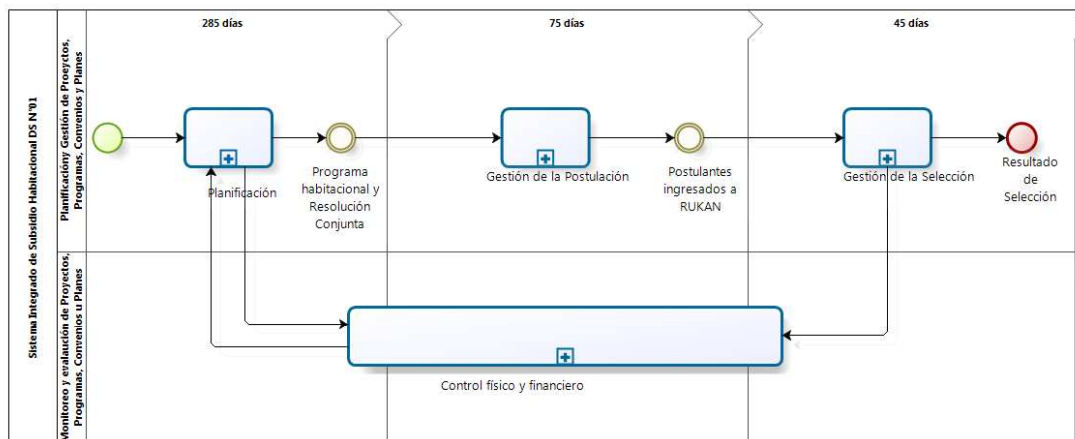 Sistema Integrado de Subsidio Habitacional DS N°01
Planificación y Gestión de Proeyctos,
Programas, Convenios y Planes
285 días
75 días
45 días
Planificación
Programa
habitacional y
Resolución
Conjunta
Gestión de la Postulación
Postulantes
ingresados a
RUKAN
Gestión de la Selección
Resultado
de
Selección
Monitoreo y evalaución de Proyectos,
Programas, Convenios u Planes
Control físico y financiero